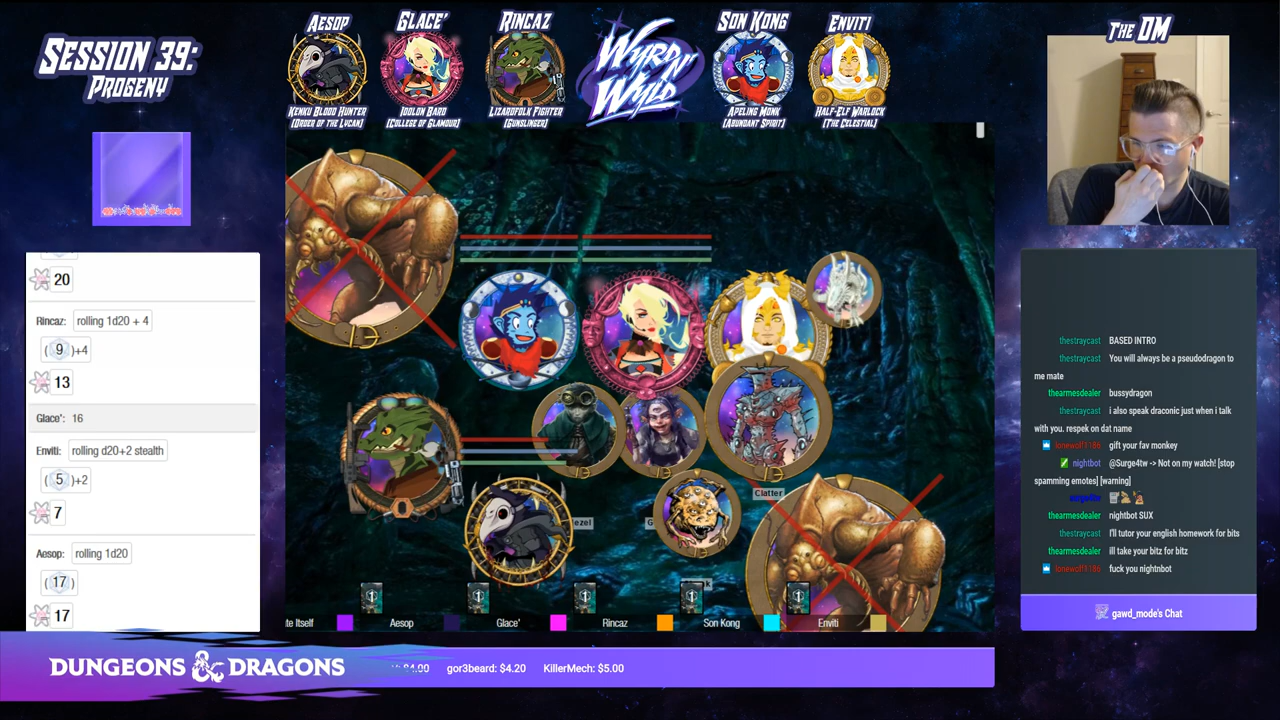 SESSION 39:
PROGENY
AESOP
KENKU BLOOD HUNTER
(ORDER OF THE LYCAN)
GLACE'
IDOLON BARD
(COLLEGE OF GLAMOUR)
RINCAZ
LIZARDFOLK FIGHTER
(GUNSLINGER)
WYRD N' WYLD
SON KONG
APELING MONK
(ABUNDANT SPIRIT)
ENVITI
HALF-ELF WARLOCK
(THE CELESTIAL)
THE DM
20
Rincaz: rolling 1d20 + 4
(9)+4
13
Glace': 16
Enviti: rolling d20+2 stealth
(5)+2
7
Aesop: rolling 1d20
(17)
17
Clatter
ezel
te Itself
Aesop
Glace'
Rincaz
Son Kong
Enviti
thestraycast BASED INTRO
thestraycast You will always be a pseudodragon to
me mate
thearmesdealer bussydragon
thestraycast i also speak draconic just when i talk
with you. respek on dat name
lonewolf1186 gift your fav monkey
nightbot @Surge4tw -> Not on my watch! [stop
spamming emotes] [warning]
surge4tw
thearmesdealer nightbot SUX
thestraycast I'll tutor your english homework for bits
thearmesdealer ill take your bitz for bitz
lonewolf1186 fuck you nightnbot
gawd_mode's Chat
DUNGEONS & DRAGONS
$4.00 gor3beard: $4.20 KillerMech: $5.00